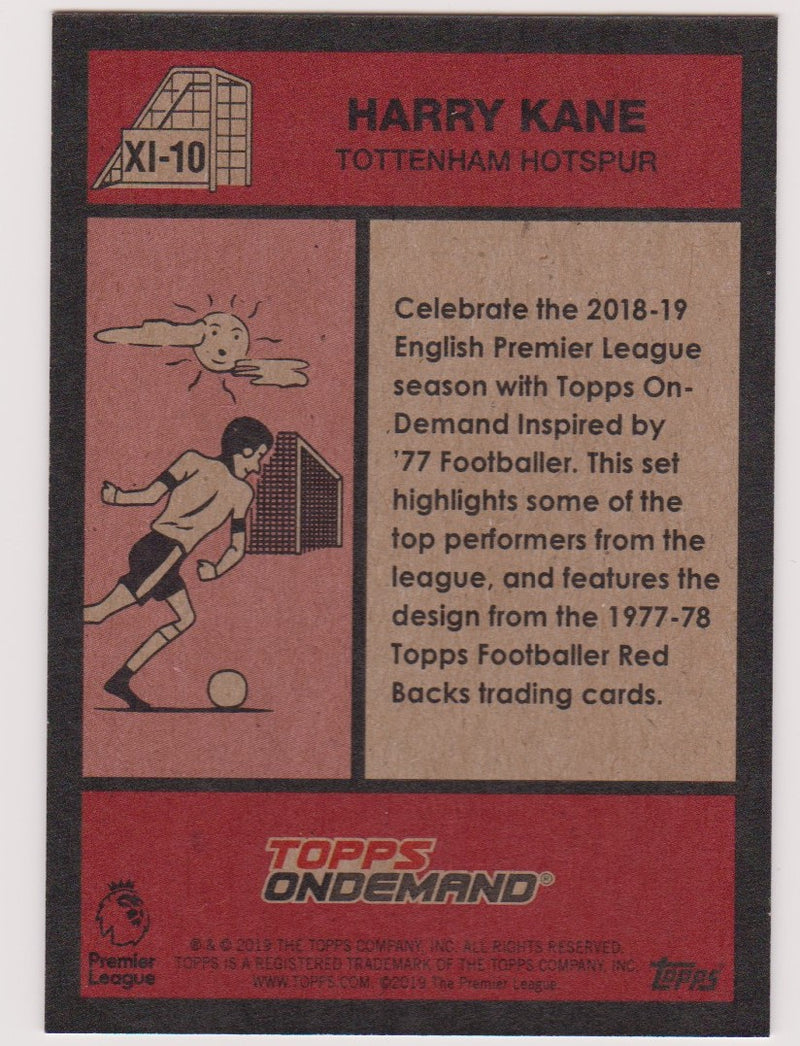 XI-10
HARRY KANE
TOTTENHAM HOTSPUR
Celebrate the 2018-19
English Premier League
season with Topps On-
Demand Inspired by
'77 Footballer. This set
highlights some of the
top performers from the
league, and features the
design from the 1977-78
Topps Footballer Red
Backs trading cards.
TOPPS
ONDEMAND®
Premier
League
® & © 2019 THE TOPPS COMPANY, INC. ALL RIGHTS RESERVED.
TOPPS IS A REGISTERED TRADEMARK OF THE TOPPS COMPANY, INC.
WWW.TOPPS.COM. ©2019 The Premier League.
TOPPS